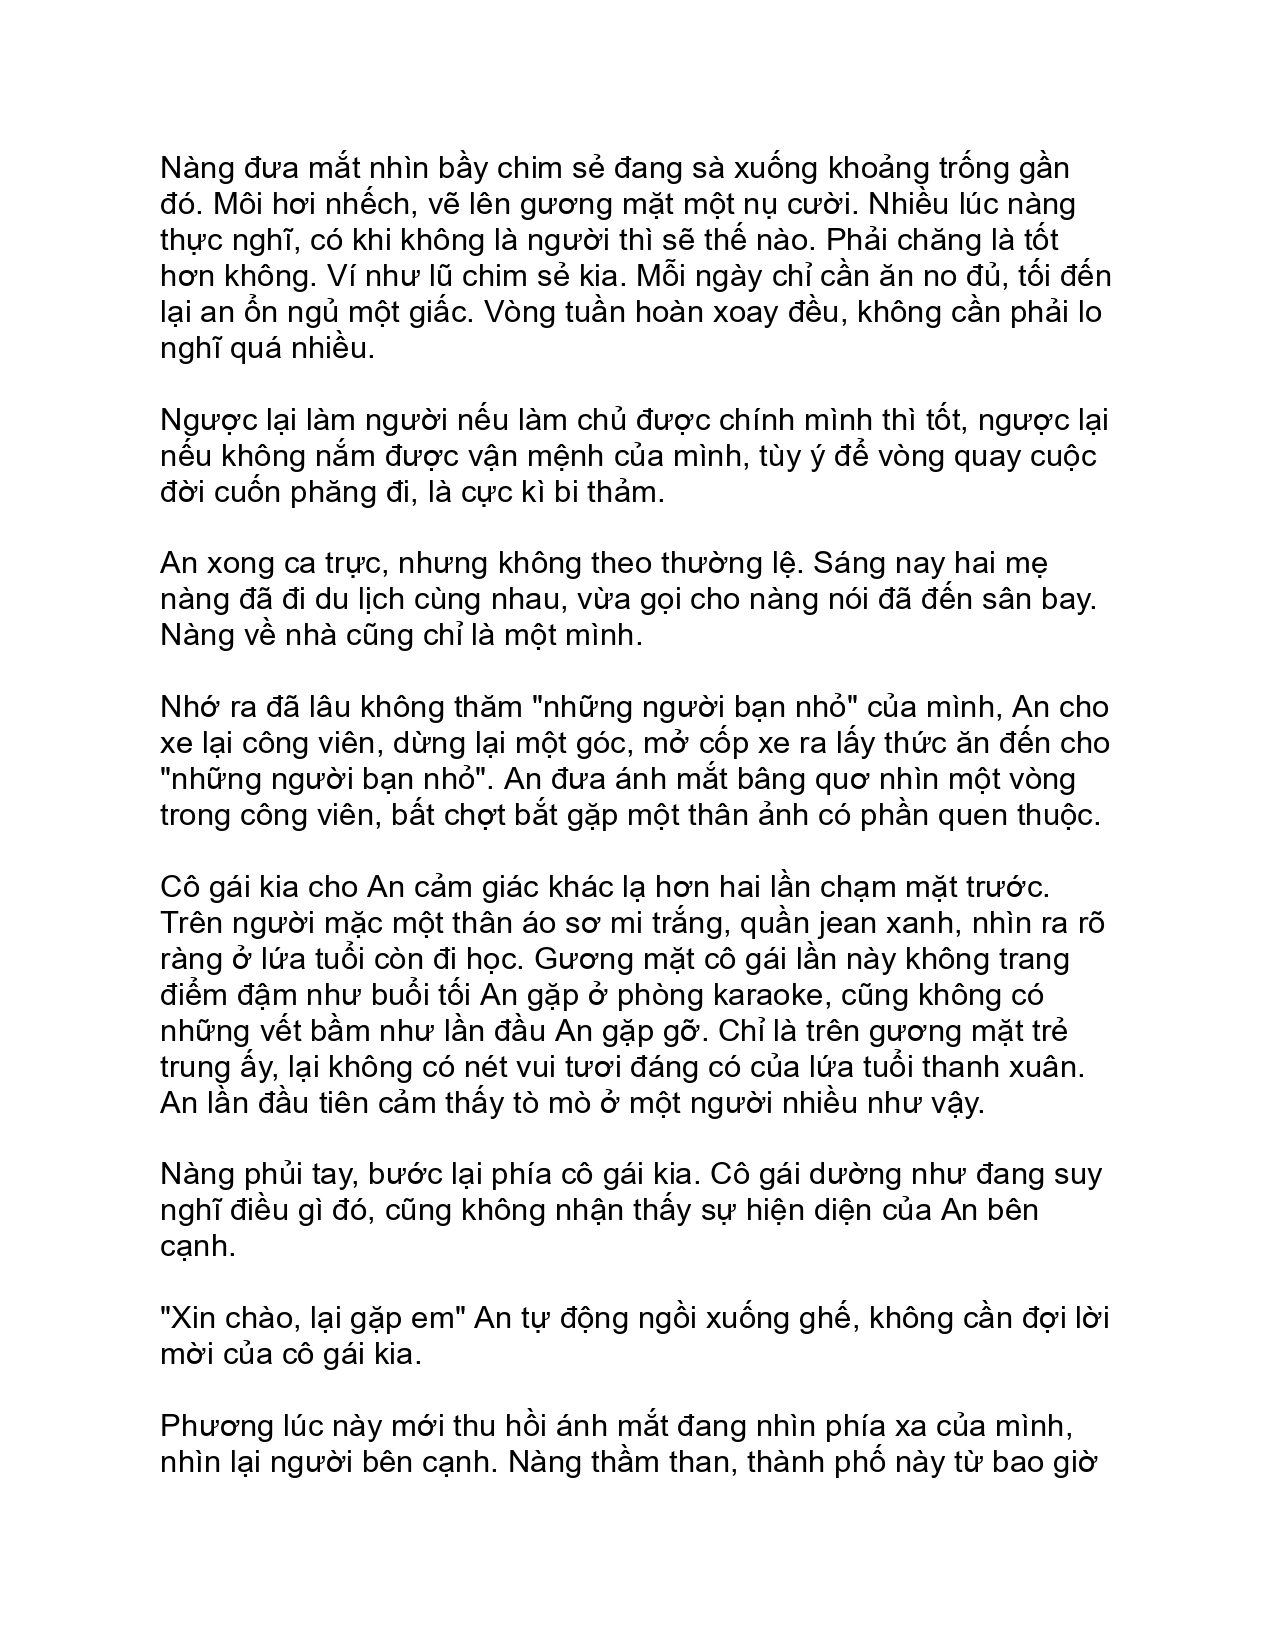 Nàng đưa mắt nhìn bầy chim sẻ đang sà xuống khoảng trống gần
đó. Môi hơi nhếch, vẽ lên gương mặt một nụ cười. Nhiều lúc nàng
thực nghĩ, có khi không là người thì sẽ thế nào. Phải chăng là tốt
hơn không. Ví như lũ chim sẻ kia. Mỗi ngày chỉ cần ăn no đủ, tối đến
lại an ổn ngủ một giấc. Vòng tuần hoàn xoay đều, không cần phải lo
nghĩ quá nhiều.
Ngược lại làm người nếu làm chủ được chính mình thì tốt, ngược lại
nếu không nắm được vận mệnh của mình, tùy ý để vòng quay cuộc
đời cuốn phăng đi, là cực kì bi thảm.
An xong ca trực, nhưng không theo thường lệ. Sáng nay hai mẹ
nàng đã đi du lịch cùng nhau, vừa gọi cho nàng nói đã đến sân bay.
Nàng về nhà cũng chỉ là một mình.
Nhớ ra đã lâu không thăm "những người bạn nhỏ" của mình, An cho
xe lại công viên, dừng lại một góc, mở cốp xe ra lấy thức ăn đến cho
"những người bạn nhỏ". An đưa ánh mắt bâng quơ nhìn một vòng
trong công viên, bất chợt bắt gặp một thân ảnh có phần quen thuộc.
Cô gái kia cho An cảm giác khác lạ hơn hai lần chạm mặt trước.
Trên người mặc một thân áo sơ mi trắng, quần jean xanh, nhìn ra rõ
ràng ở lứa tuổi còn đi học. Gương mặt cô gái lần này không trang
điểm đậm như buổi tối An gặp ở phòng karaoke, cũng không có
những vết bầm như lần đầu An gặp gỡ. Chỉ là trên gương mặt trẻ
trung ấy, lại không có nét vui tươi đáng có của lứa tuổi thanh xuân.
An lần đầu tiên cảm thấy tò mò ở một người nhiều như vậy.
Nàng phủi tay, bước lại phía cô gái kia. Cô gái dường như đang suy
nghĩ điều gì đó, cũng không nhận thấy sự hiện diện của An bên
cạnh.
"Xin chào, lại gặp em" An tự động ngồi xuống ghế, không cần đợi lời
mời của cô gái kia.
Phương lúc này mới thu hồi ánh mắt đang nhìn phía xa của mình,
nhìn lại người bên cạnh. Nàng thầm than, thành phố này từ bao giờ